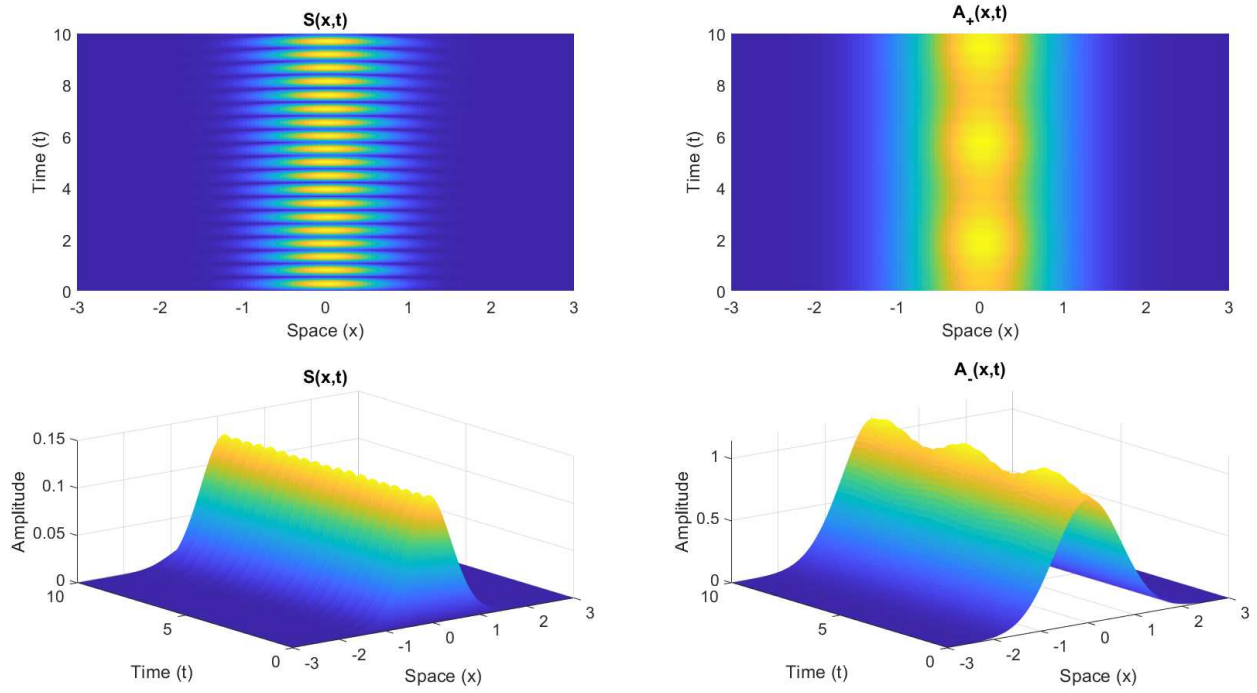 S(x,t)
10
8
6
4
2
0
Time (t)
-3 -2 -1 0 1 2 3
Space (x)
A+(x,t)
10
8
6
4
2
0
Time (t)
-3 -2 -1 0 1 2 3
Space (x)
S(x,t)
0.15
0.1
0.05
0
Amplitude
10
5
0
Time (t)
-3 -2 -1 0 1 2 3
Space (x)
A-(x,t)
1
0.5
0
Amplitude
10
5
0
Time (t)
-3 -2 -1 0 1 2 3
Space (x)